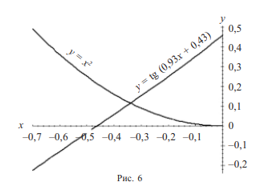 y
0,5
y = x²
y = tg (0,93x + 0,43)
0,4
0,3
0,2
0,1
x
0
–0,7 –0,6 –0,5 –0,4 –0,3 –0,2 –0,1
–0,1
–0,2
Рис. 6